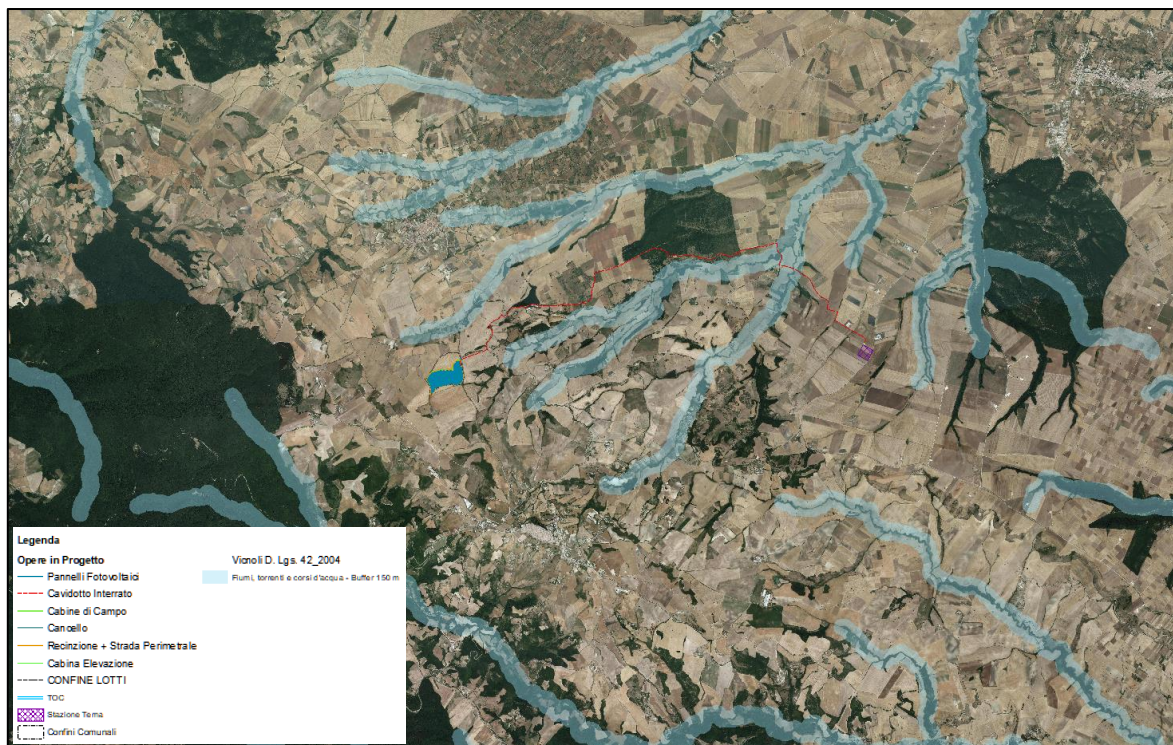 Legenda
Opere in Progetto
Pannelli Fotovoltaici
Cavidotto Interrato
Cabine di Campo
Cancello
Recinzione + Strada Perimetrale
Cabina Elevazione
CONFINE LOTTI
TOC
Stazione Terna
Confini Comunali
Vicnoli D. Lgs. 42_2004
Fiumi, torrenti e corsi d'acqua - Buffer 150 m